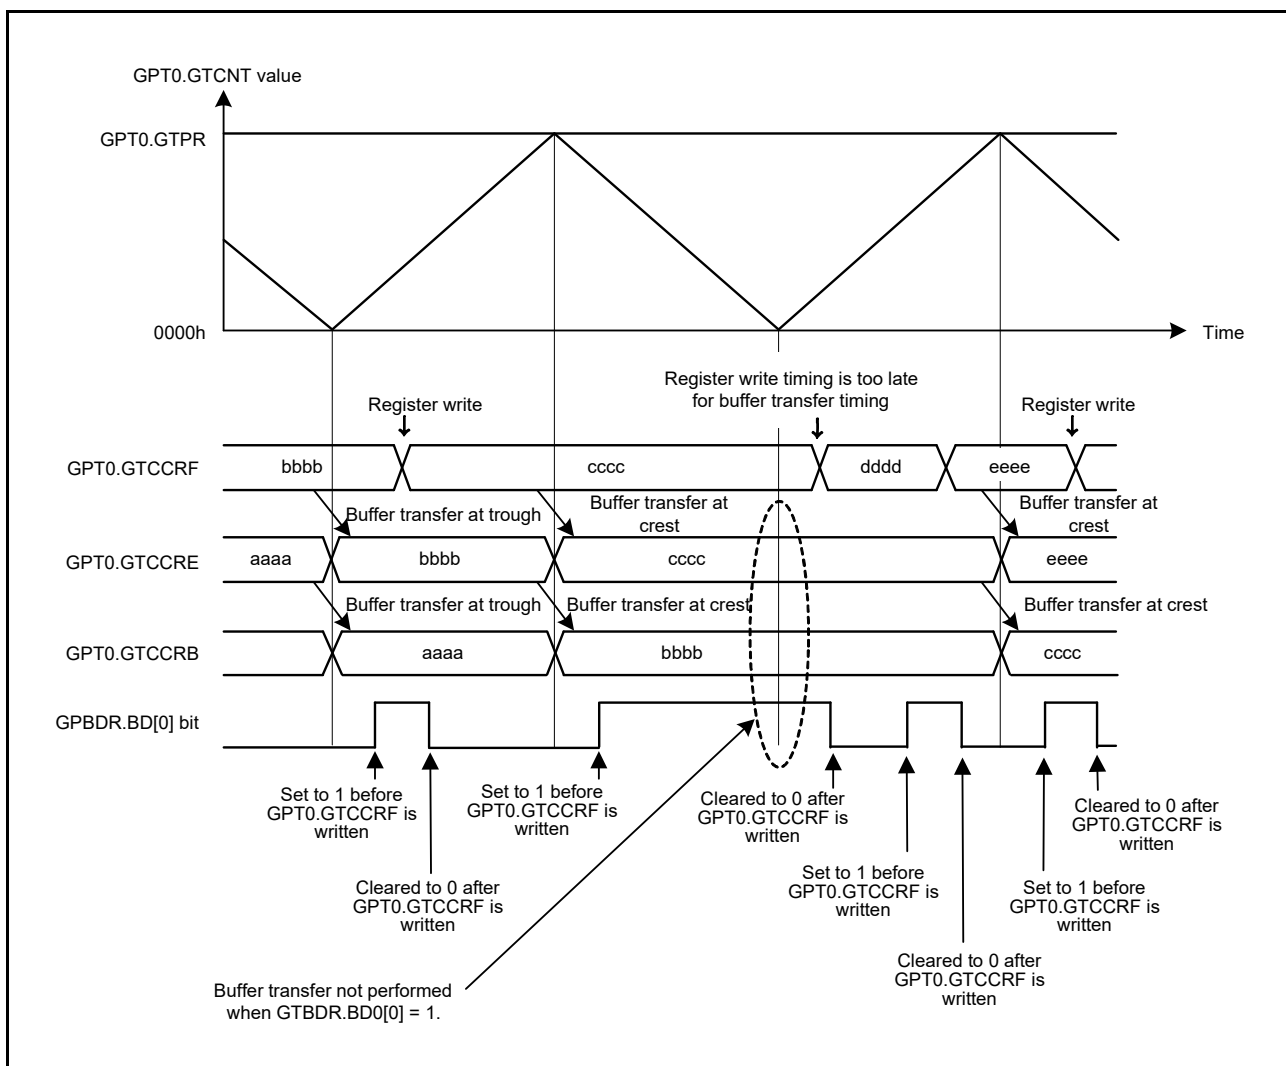 GPT0.GTCNT value
GPT0.GTPR
0000h
Time
Register write timing is too late
for buffer transfer timing
Register write
Register write
GPT0.GTCCRF
bbbb
cccc
dddd
eeee
Buffer transfer at trough
Buffer transfer at
crest
Buffer transfer at
crest
GPT0.GTCCRE
aaaa
bbbb
cccc
eeee
Buffer transfer at trough
Buffer transfer at crest
Buffer transfer at crest
GPT0.GTCCRB
aaaa
bbbb
cccc
GPBDR.BD[0] bit
Set to 1 before
GPT0.GTCCRF is
written
Cleared to 0 after
GPT0.GTCCRF is
written
Set to 1 before
GPT0.GTCCRF is
written
Cleared to 0 after
GPT0.GTCCRF is
written
Set to 1 before
GPT0.GTCCRF is
written
Cleared to 0 after
GPT0.GTCCRF is
written
Set to 1 before
GPT0.GTCCRF is
written
Cleared to 0 after
GPT0.GTCCRF is
written
Buffer transfer not performed
when GTBDR.BD0[0] = 1.